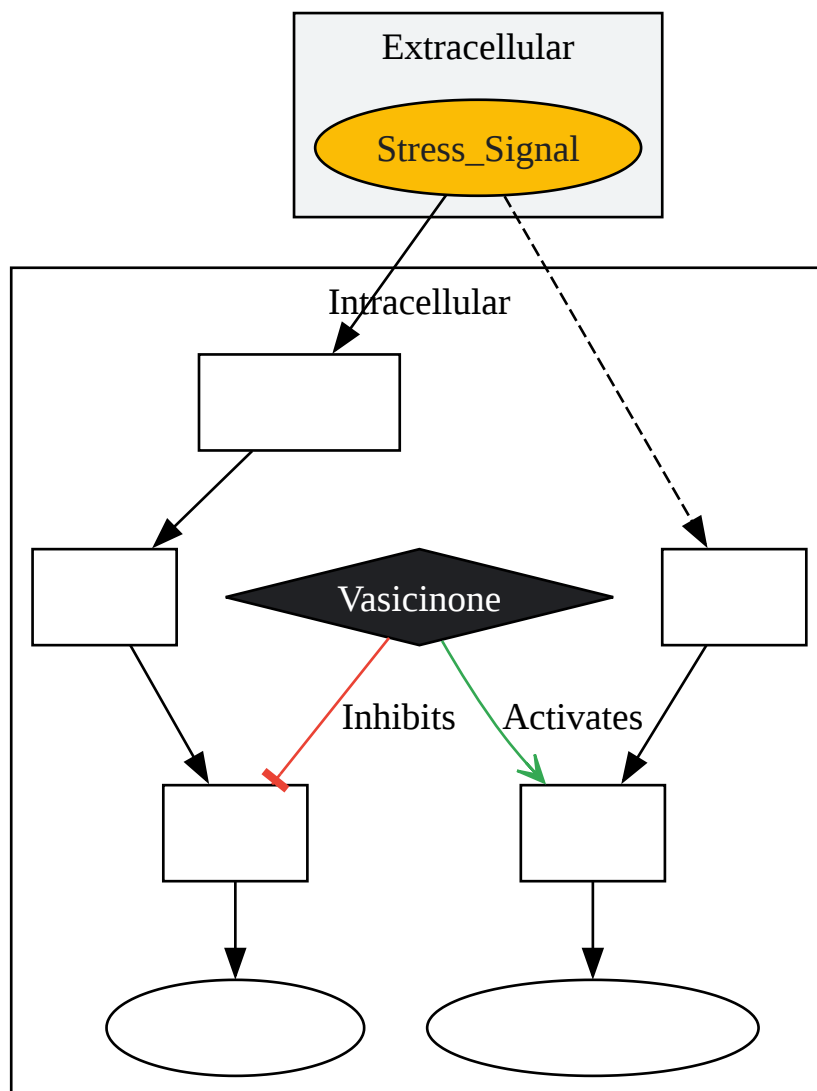 Extracellular
Stress_Signal
Intracellular
Vasicinone
Inhibits
Activates